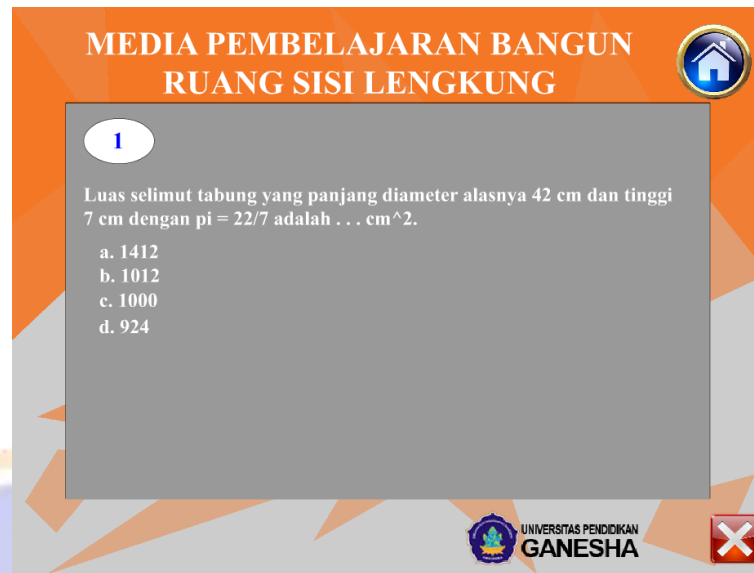 MEDIA PEMBELAJARAN BANGUN
RUANG SISI LENGKUNG
1
Luas selimut tabung yang panjang diameter alasnya 42 cm dan tinggi
7 cm dengan pi = 22/7 adalah . . . cm^2.
a. 1412
b. 1012
c. 1000
d. 924
UNIVERSITAS PENDIDIKAN
GANESHA